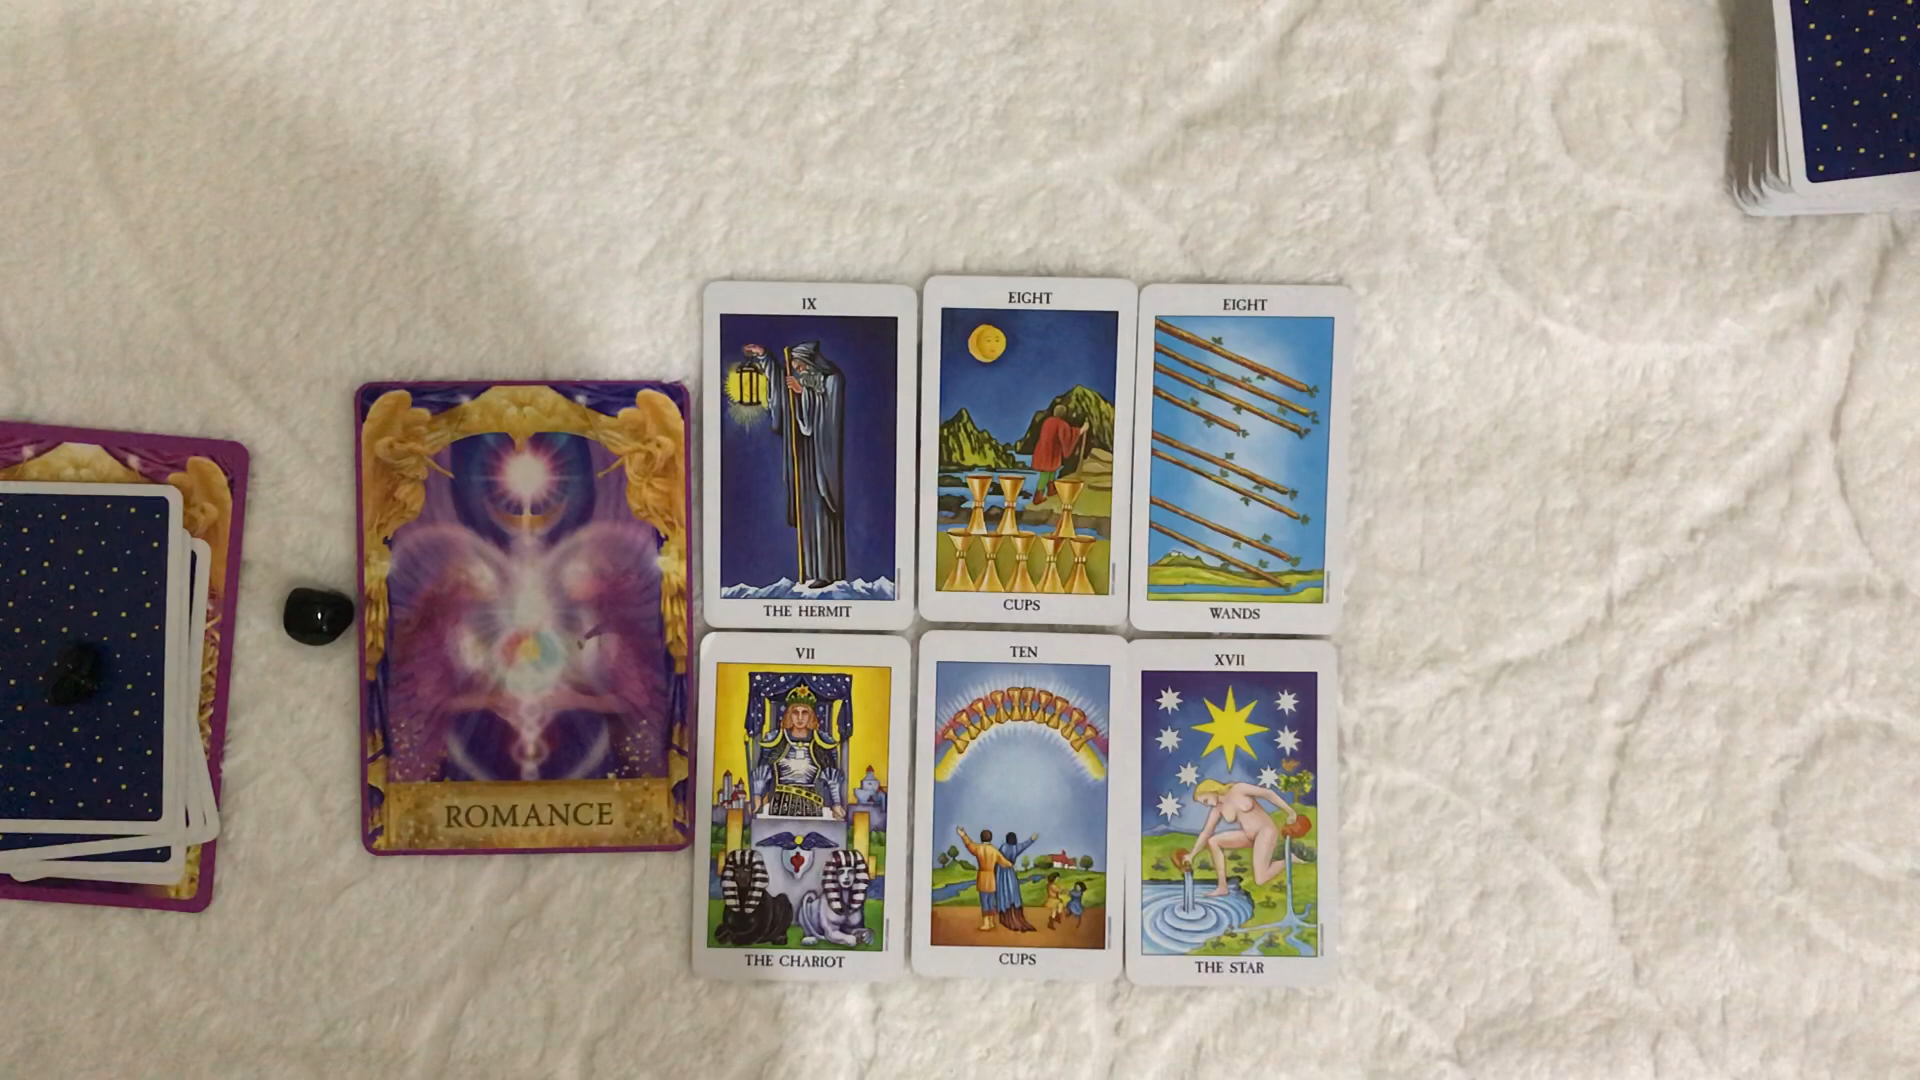 IX
THE HERMIT
EIGHT
CUPS
EIGHT
WANDS
ROMANCE
VII
THE CHARIOT
TEN
CUPS
XVII
THE STAR